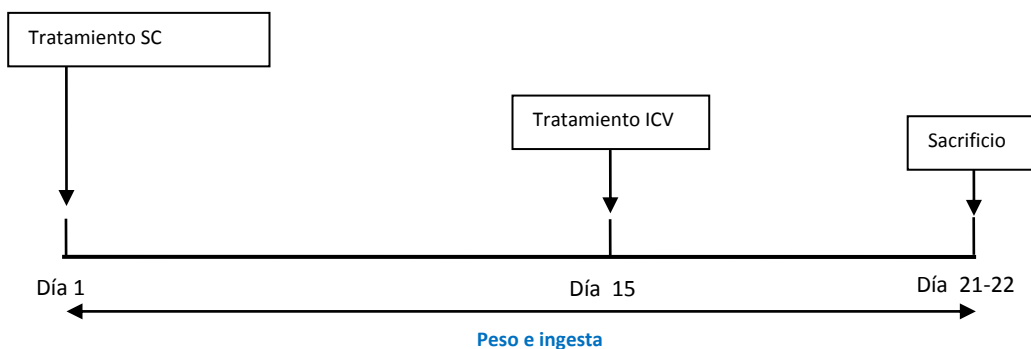 Tratamiento SC
Tratamiento ICV
Sacrificio
Día 1
Día 15
Día 21-22
Peso e ingesta